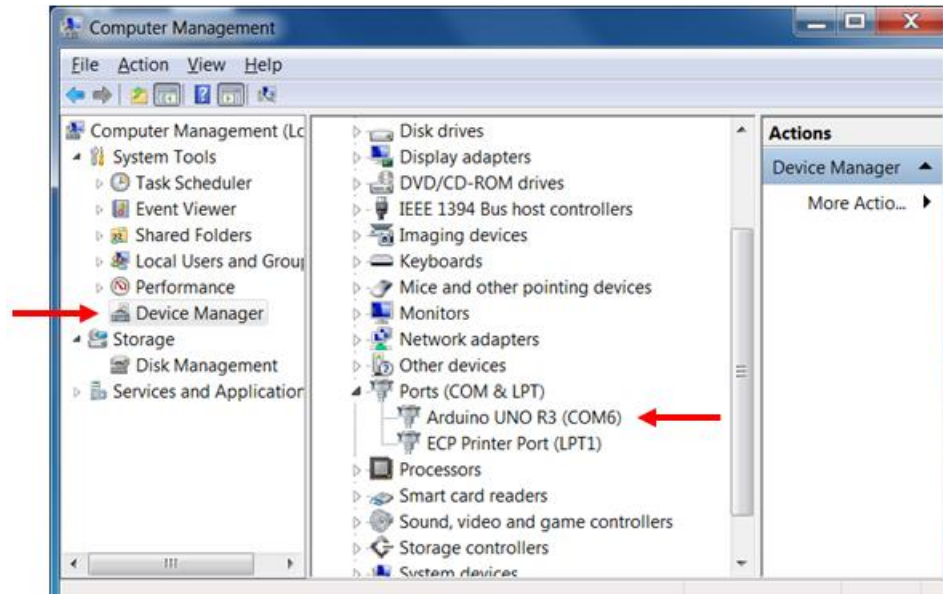 Computer Management
File Action View Help
Computer Management (Lc
System Tools
Task Scheduler
Event Viewer
Shared Folders
Local Users and Group
Performance
Device Manager
Storage
Disk Management
Services and Application
Disk drives
Display adapters
DVD/CD-ROM drives
IEEE 1394 Bus host controllers
Imaging devices
Keyboards
Mice and other pointing devices
Monitors
Network adapters
Other devices
Ports (COM & LPT)
Arduino UNO R3 (COM6)
ECP Printer Port (LPT1)
Processors
Smart card readers
Sound, video and game controllers
Storage controllers
System devices
Actions
Device Manager
More Actio...